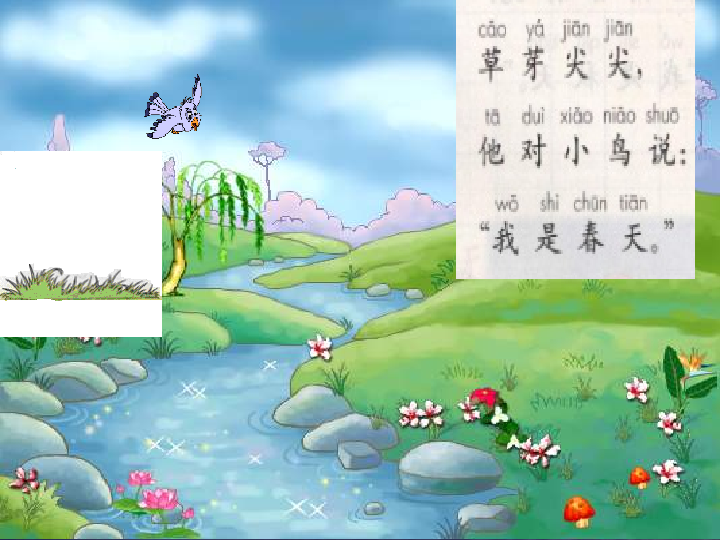 cǎo yá jiān jiān
草芽尖尖，
tā duì xiǎo niǎo shuō
他对小鸟说：
wǒ shì chūn tiān
“我是春天。”